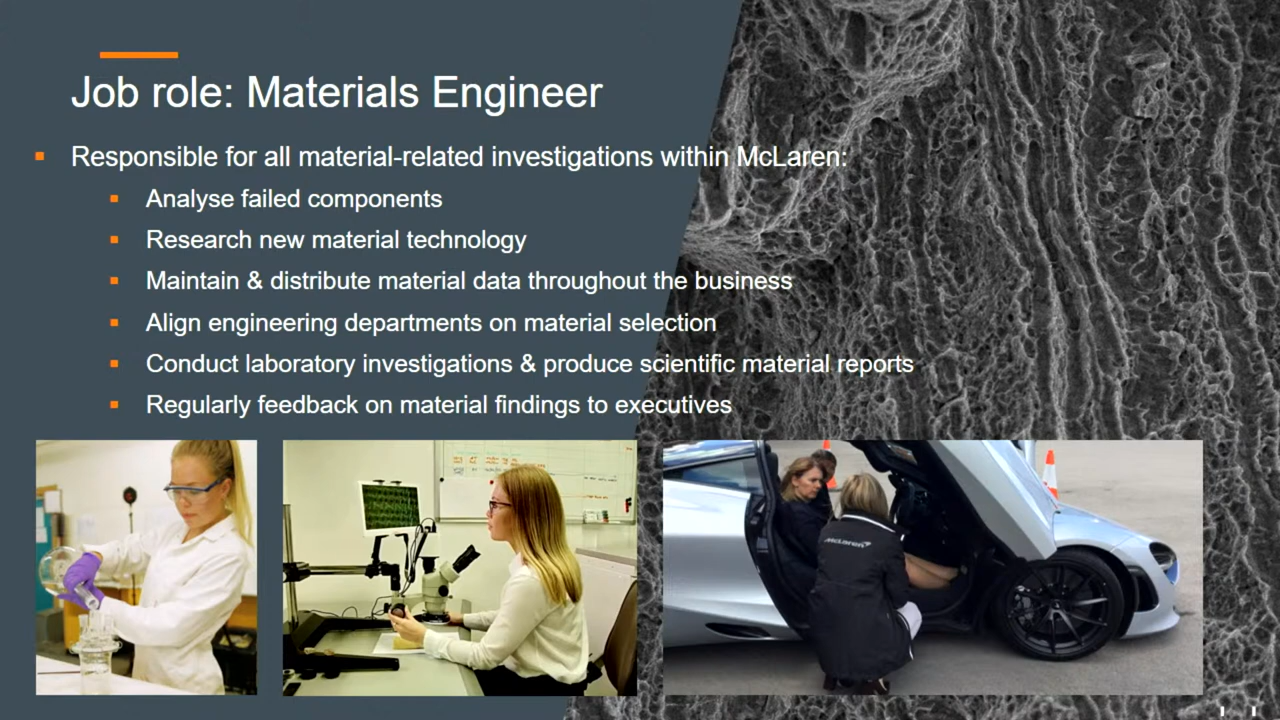 Job role: Materials Engineer
Responsible for all material-related investigations within McLaren:
Analyse failed components
Research new material technology
Maintain & distribute material data throughout the business
Align engineering departments on material selection
Conduct laboratory investigations & produce scientific material reports
Regularly feedback on material findings to executives
McLaren